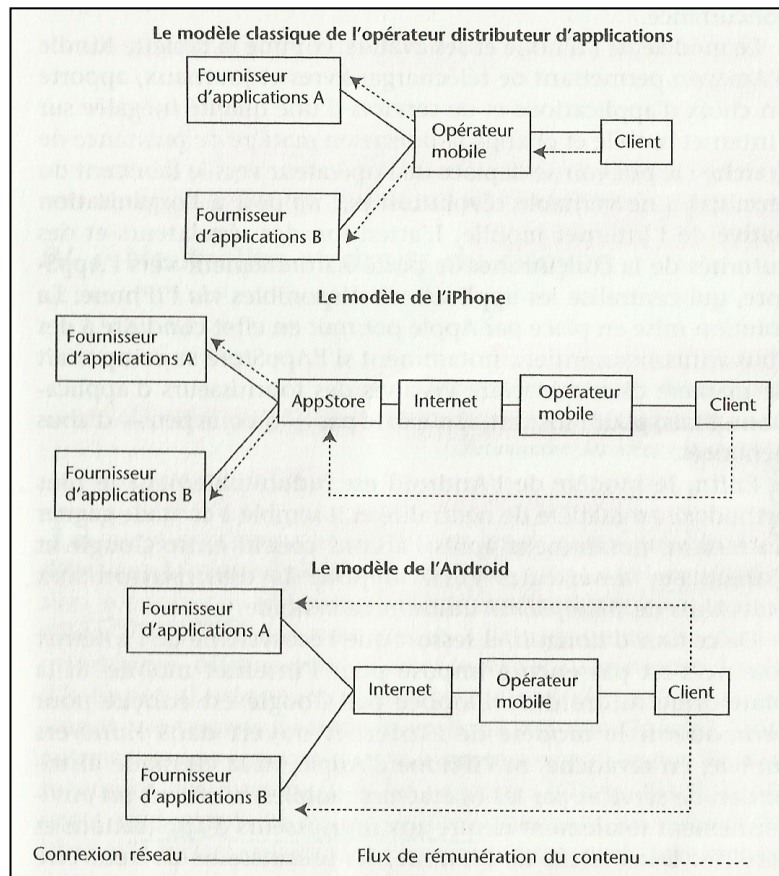 Le modèle classique de l'opérateur distributeur d'applications
Fournisseur
d'applications A
Opérateur
mobile
Client
Fournisseur
d'applications B
Le modèle de l'iPhone
Fournisseur
d'applications A
AppStore
Internet
Opérateur
mobile
Client
Fournisseur
d'applications B
Le modèle de l'Android
Fournisseur
d'applications A
Internet
Opérateur
mobile
Client
Fournisseur
d'applications B
Connexion réseau
Flux de rémunération du contenu